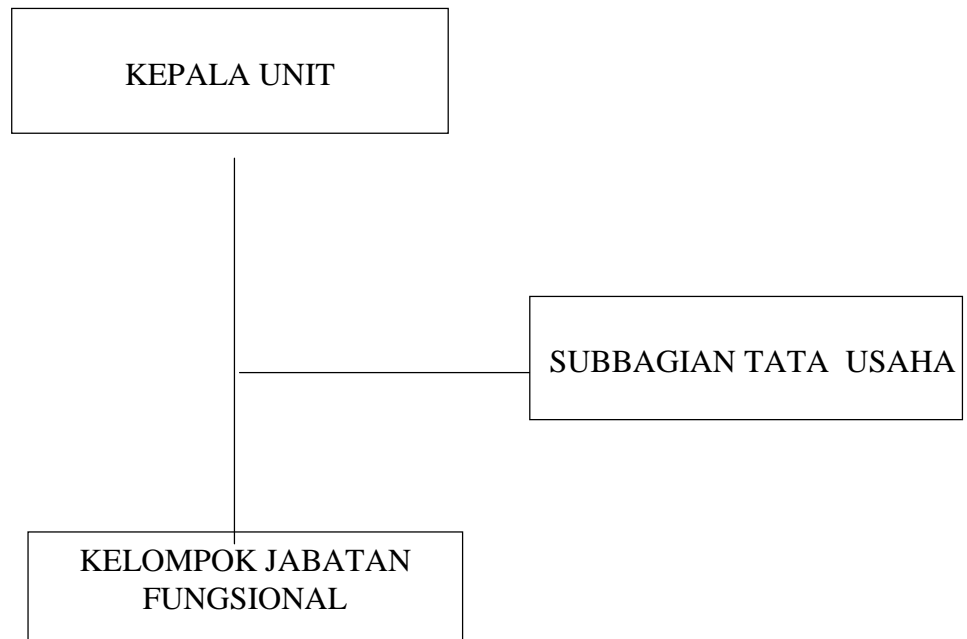 KEPALA UNIT
SUBBAGIAN TATA USAHA
KELOMPOK JABATAN
FUNGSIONAL